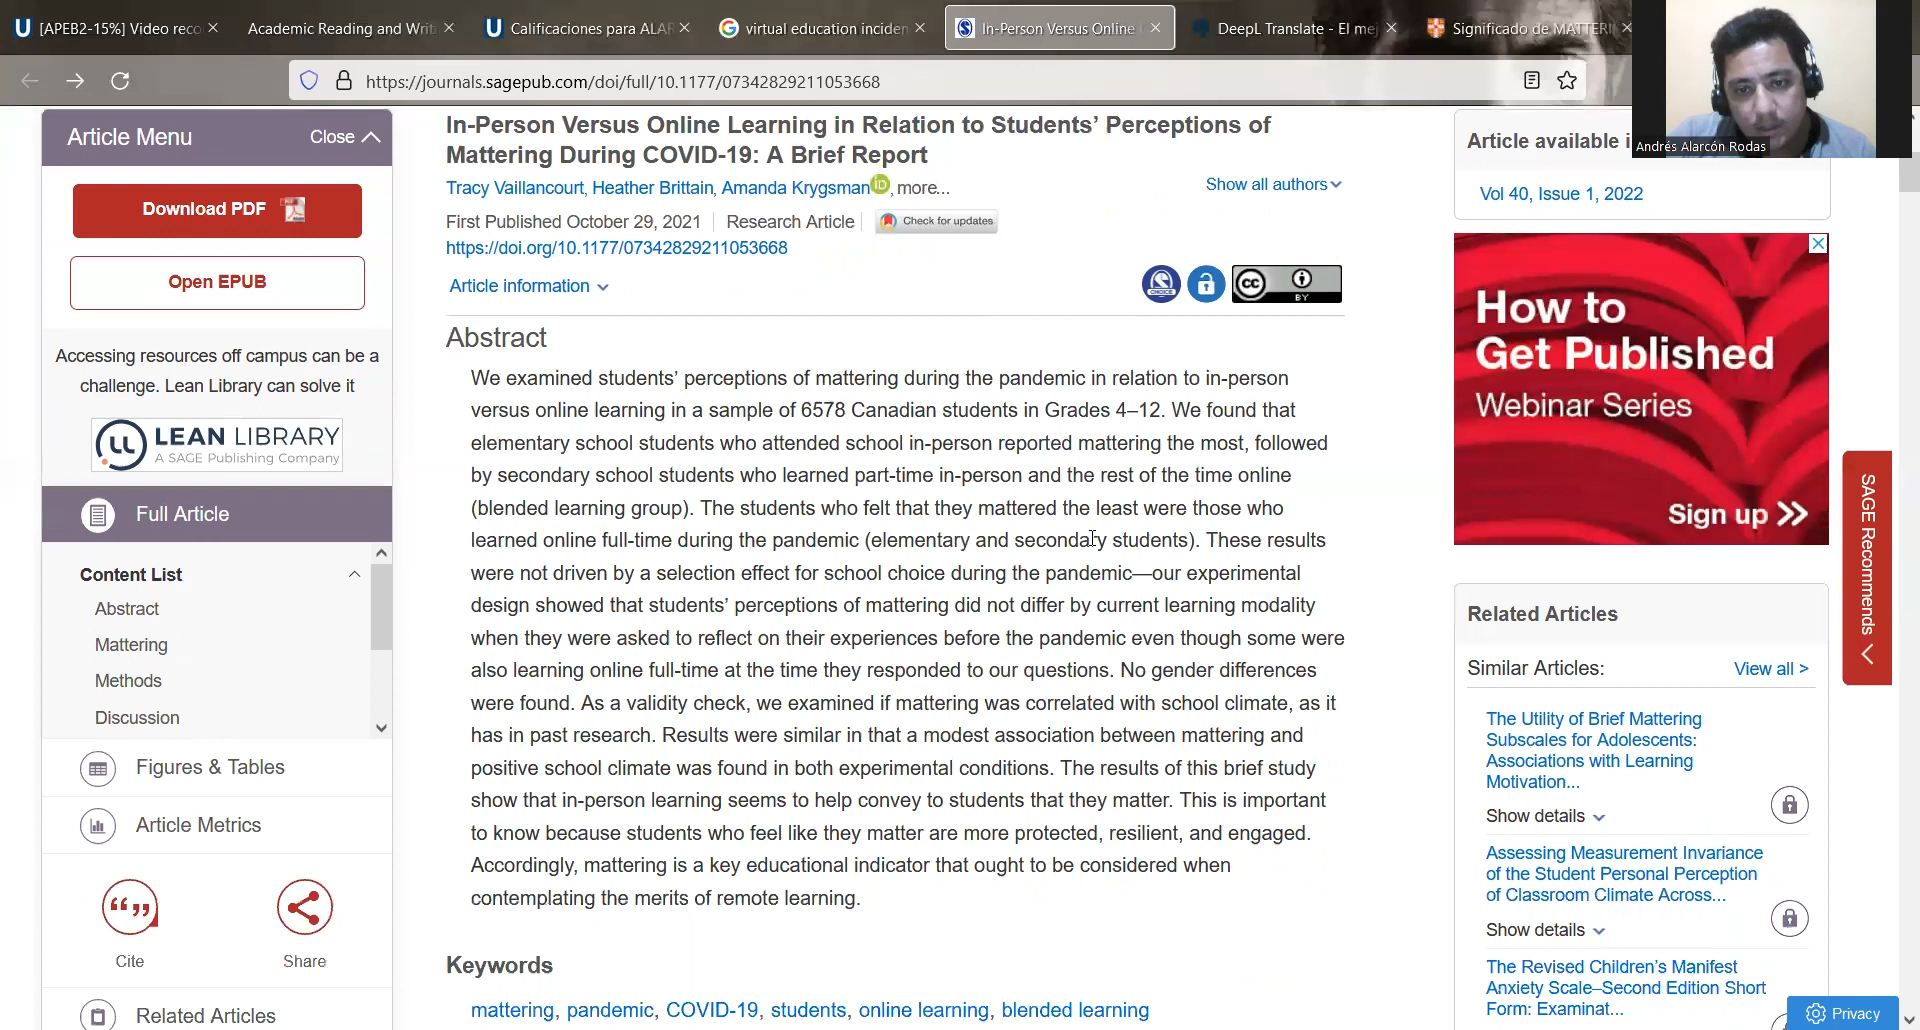 [APEB2-15%] Video reco
Academic Reading and Writ
Calificaciones para ALAR
virtual education inciden
In-Person Versus Online
DeepL Translate - El mej
Significado de MATTERI
https://journals.sagepub.com/doi/full/10.1177/07342829211053668
Andrés Alarcón Rodas
Article Menu
Close
Download PDF
Open EPUB
Accessing resources off campus can be a
challenge. Lean Library can solve it
LEAN LIBRARY
A SAGE Publishing Company
Full Article
Content List
Abstract
Mattering
Methods
Discussion
Figures & Tables
Article Metrics
Cite
Share
Related Articles
In-Person Versus Online Learning in Relation to Students’ Perceptions of
Mattering During COVID-19: A Brief Report
Tracy Vaillancourt, Heather Brittain, Amanda Krygsman iD , more...
Show all authors
First Published October 29, 2021
Research Article
Check for updates
https://doi.org/10.1177/07342829211053668
Article information
CHOICE
cc
BY
Abstract
We examined students’ perceptions of mattering during the pandemic in relation to in-person
versus online learning in a sample of 6578 Canadian students in Grades 4–12. We found that
elementary school students who attended school in-person reported mattering the most, followed
by secondary school students who learned part-time in-person and the rest of the time online
(blended learning group). The students who felt that they mattered the least were those who
learned online full-time during the pandemic (elementary and secondary students). These results
were not driven by a selection effect for school choice during the pandemic—our experimental
design showed that students’ perceptions of mattering did not differ by current learning modality
when they were asked to reflect on their experiences before the pandemic even though some were
also learning online full-time at the time they responded to our questions. No gender differences
were found. As a validity check, we examined if mattering was correlated with school climate, as it
has in past research. Results were similar in that a modest association between mattering and
positive school climate was found in both experimental conditions. The results of this brief study
show that in-person learning seems to help convey to students that they matter. This is important
to know because students who feel like they matter are more protected, resilient, and engaged.
Accordingly, mattering is a key educational indicator that ought to be considered when
contemplating the merits of remote learning.
Keywords
mattering, pandemic, COVID-19, students, online learning, blended learning
Article available i
Vol 40, Issue 1, 2022
How to
Get Published
Webinar Series
Sign up
SAGE Recommends
Related Articles
Similar Articles:
View all >
The Utility of Brief Mattering
Subscales for Adolescents:
Associations with Learning
Motivation...
Show details
Assessing Measurement Invariance
of the Student Personal Perception
of Classroom Climate Across...
Show details
The Revised Children’s Manifest
Anxiety Scale–Second Edition Short
Form: Examinat...
Privacy